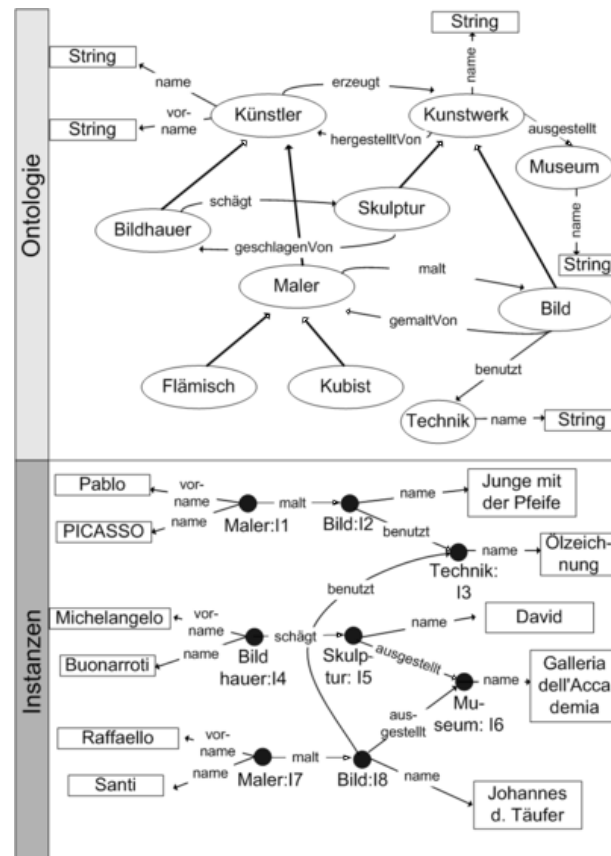 Ontologie
String
String
name
erzeugt
name
String
Künstler
Kunstwerk
String
vor-
name
hergestelltVon
ausgestellt
Museum
schägt
Skulptur
name
Bildhauer
geschlagenVon
String
Maler
malt
Bild
gemaltVon
benutzt
Flämisch
Kubist
Technik
name
String
Instanzen
Pablo
vor-
name
malt
name
Junge mit
der Pfeife
PICASSO
name
Maler:I1
Bild:I2
benutzt
name
Ölzeich-
nung
Technik:
I3
benutzt
Michelangelo
vor-
name
schägt
name
David
Buonarroti
name
Bild
hauer:I4
Skulp-
tur: I5
ausgestellt
name
Galleria
dell'Acca
demia
Mu-
seum: I6
aus-
gestellt
Raffaello
vor-
name
malt
Santi
name
Maler:I7
Bild:I8
name
Johannes
d. Täufer